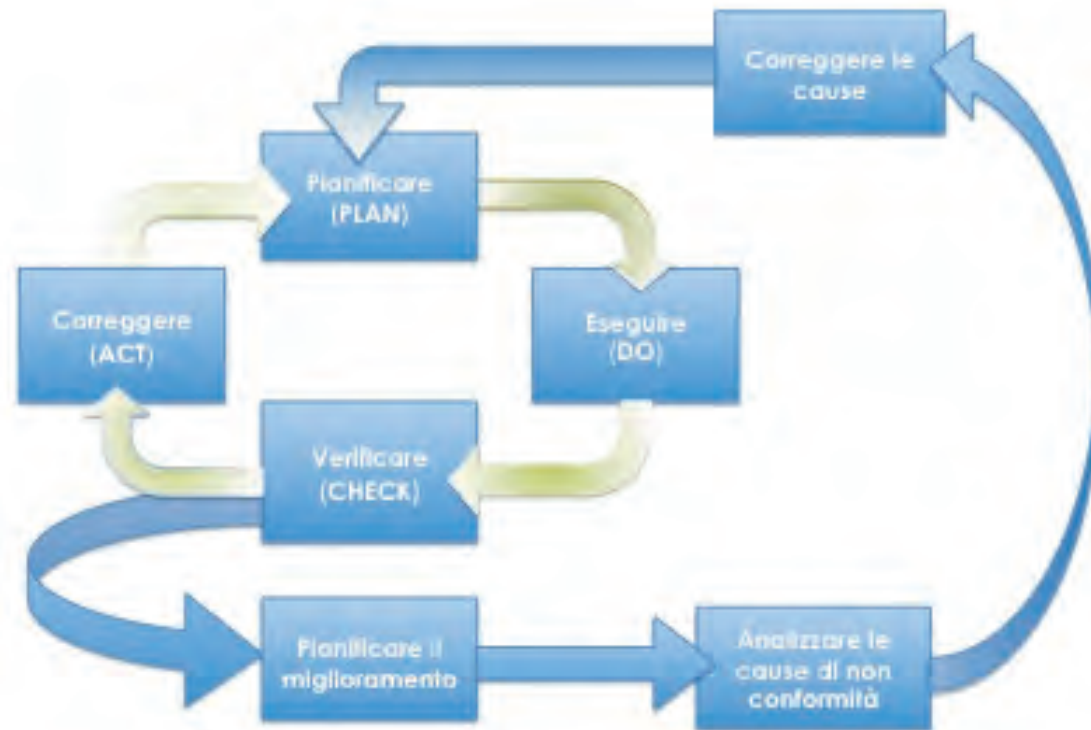 Correggere le
cause
Pianificare
(PLAN)
Correggere
(ACT)
Eseguire
(DO)
Verificare
(CHECK)
Pianificare il
miglioramento
Analizzare le
cause di non
conformità